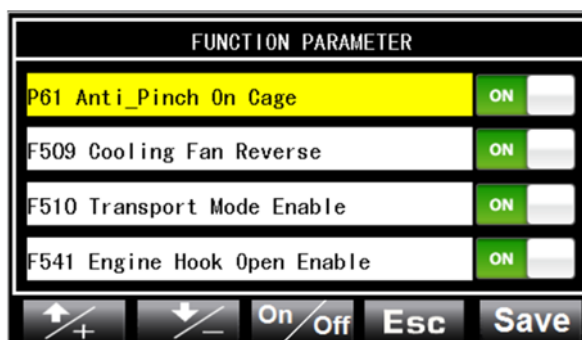 FUNCTION PARAMETER
P61 Anti_Pinch On Cage ON
F509 Cooling Fan Reverse ON
F510 Transport Mode Enable ON
F541 Engine Hook Open Enable ON
↑/+ ↓/- On/Off Esc Save